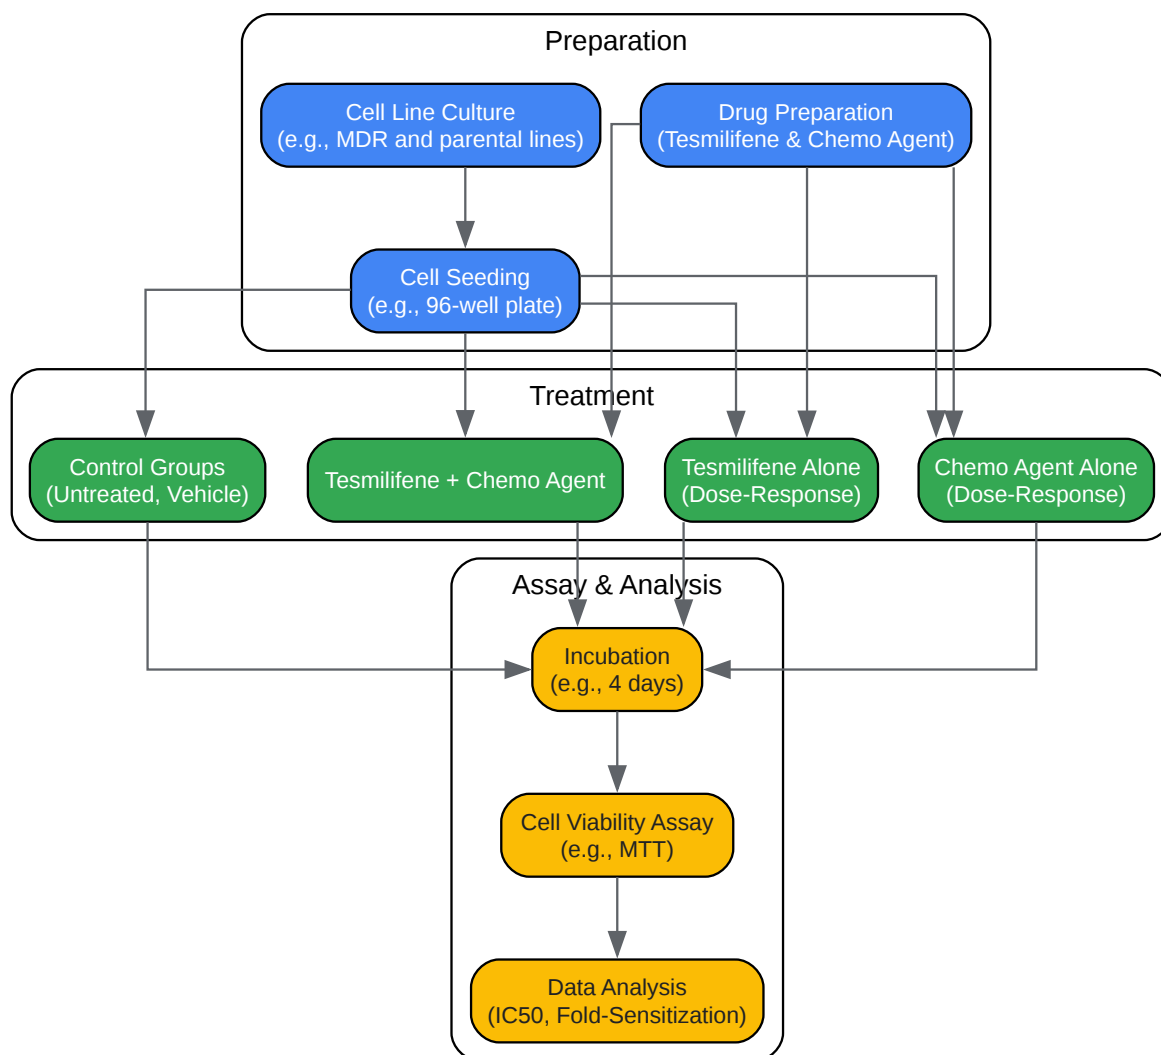 Preparation
Cell Line Culture
(e.g., MDR and parental lines)
Drug Preparation
(Tesmilifene & Chemo Agent)
Cell Seeding
(e.g., 96-well plate)
Treatment
Control Groups
(Untreated, Vehicle)
Tesmilifene + Chemo Agent
Tesmilifene Alone
(Dose-Response)
Chemo Agent Alone
(Dose-Response)
Assay & Analysis
Incubation
(e.g., 4 days)
Cell Viability Assay
(e.g., MTT)
Data Analysis
(IC50, Fold-Sensitization)